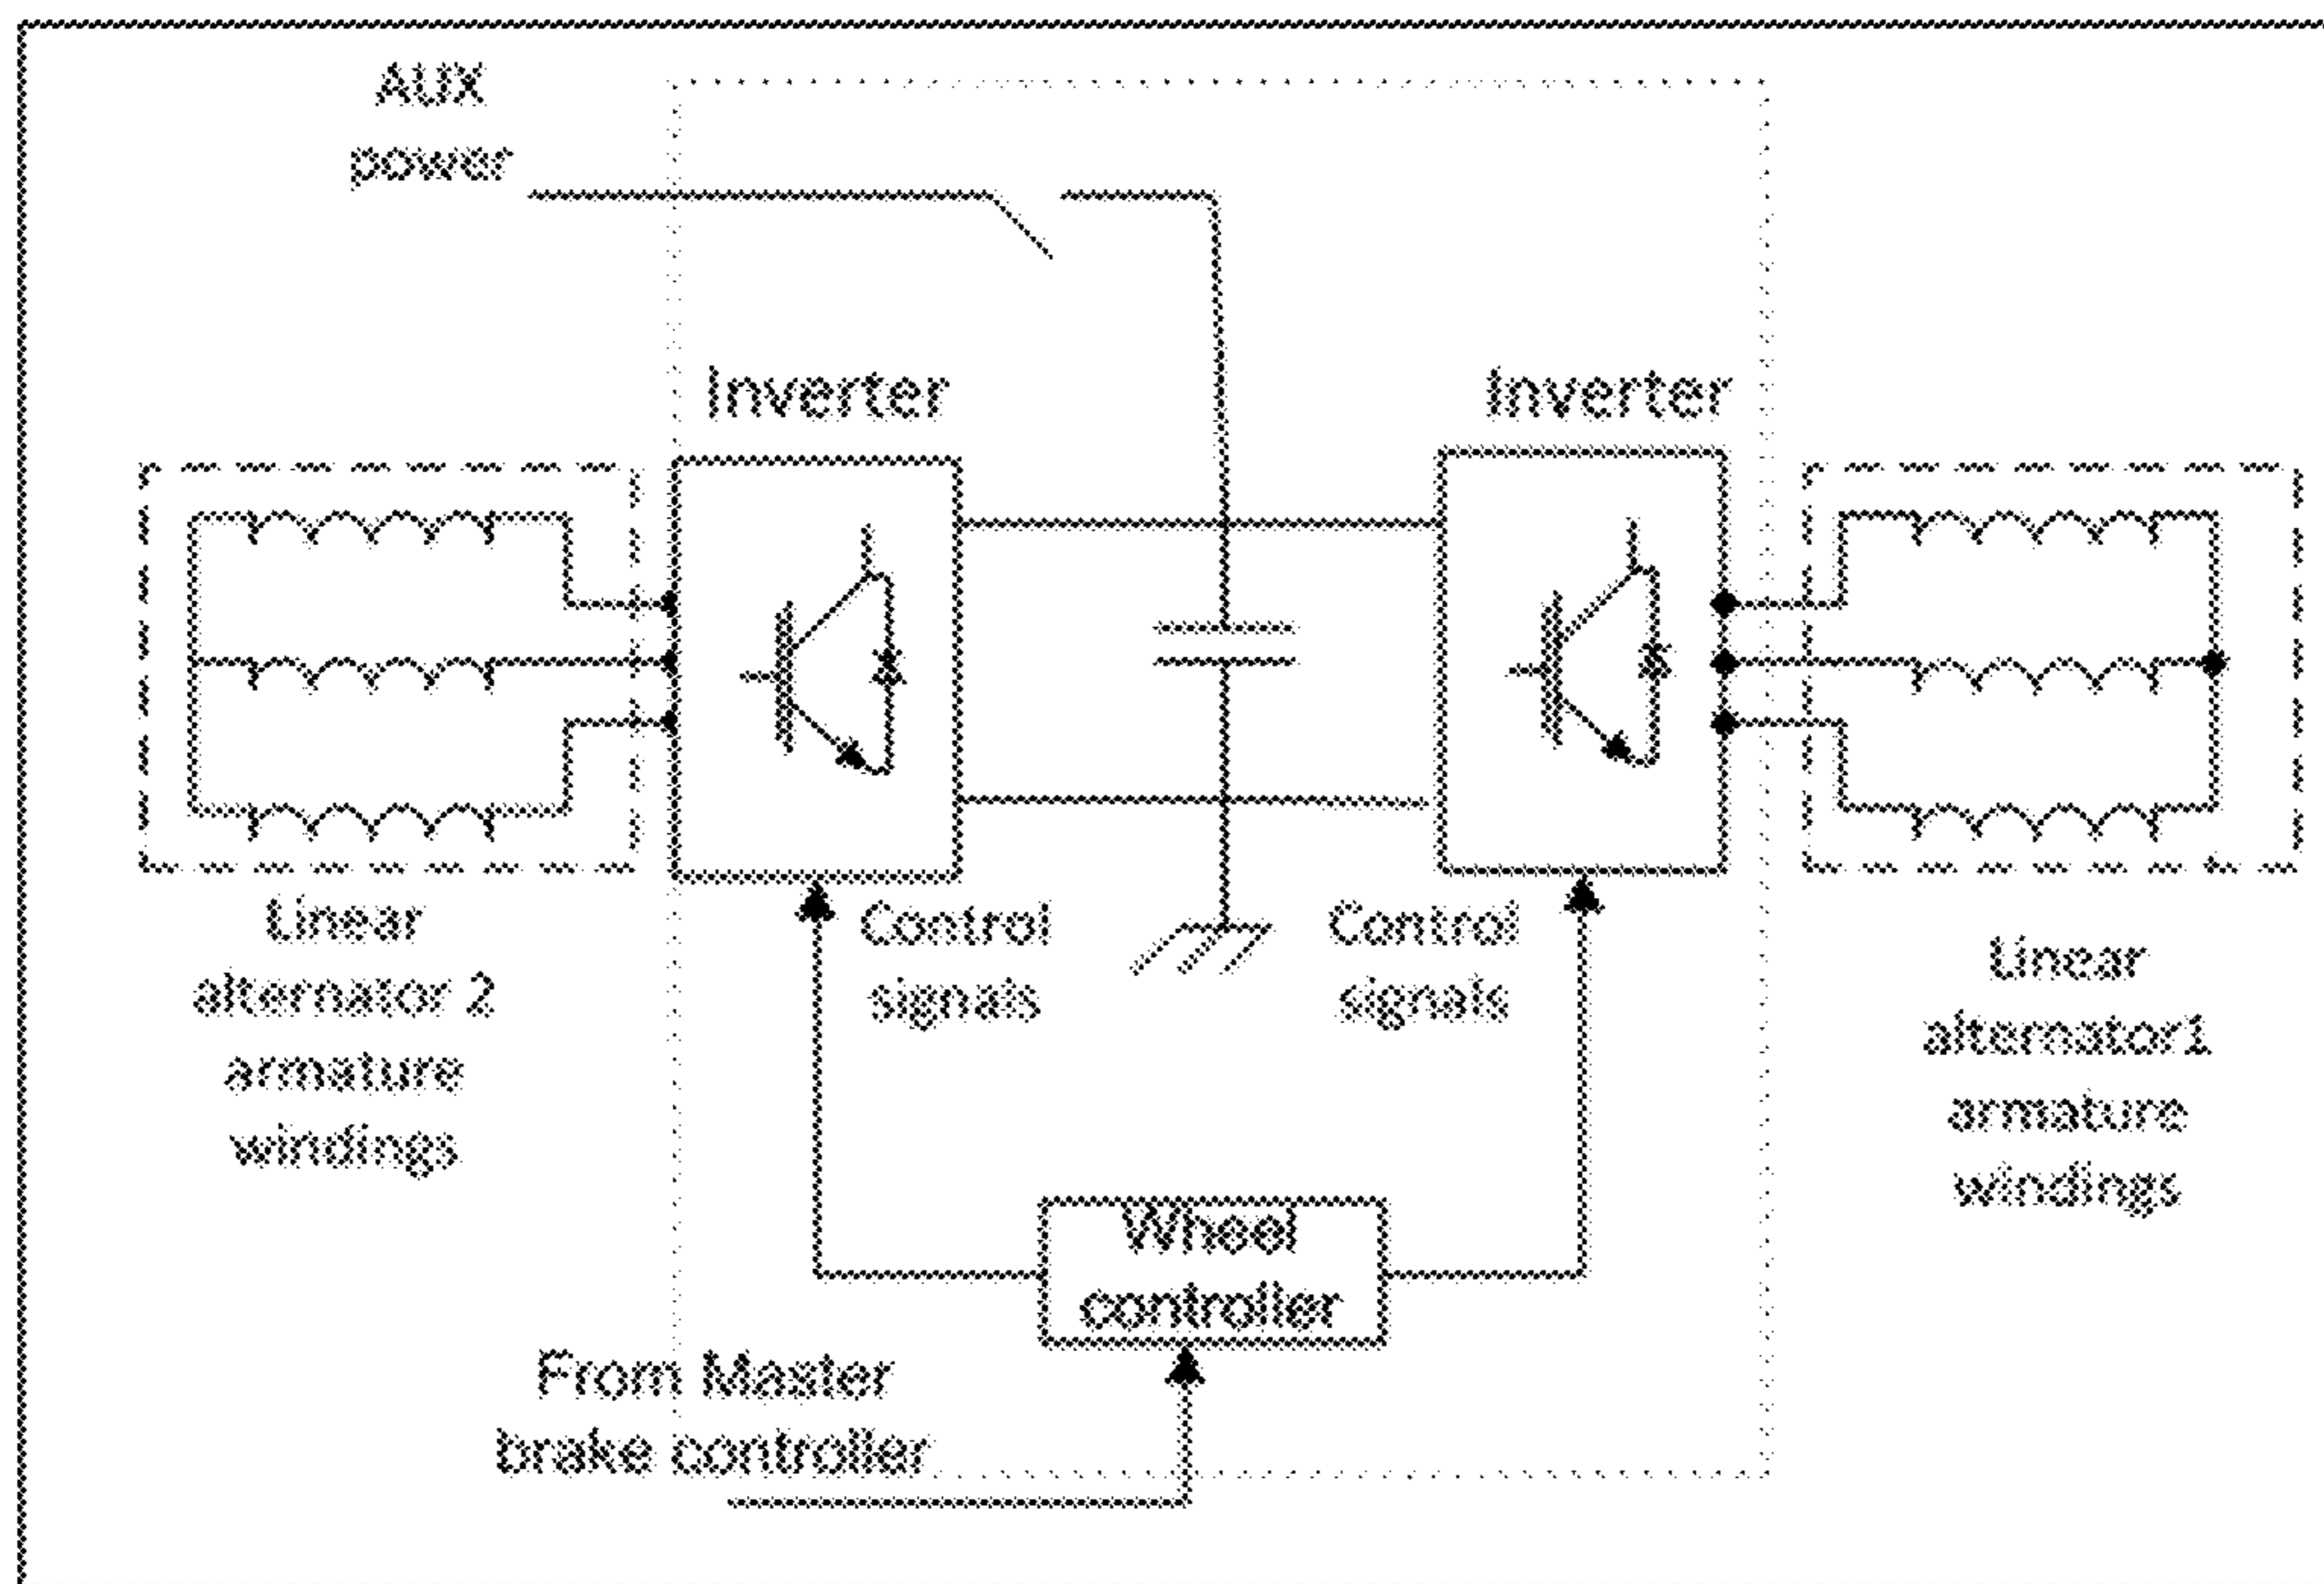 AUX
power
Inverter
Inverter
Linear
alternator 2
armature
windings
Control
signals
Control
signals
Linear
alternator1
armature
windings
Wheel
controller
From Master
brake controller